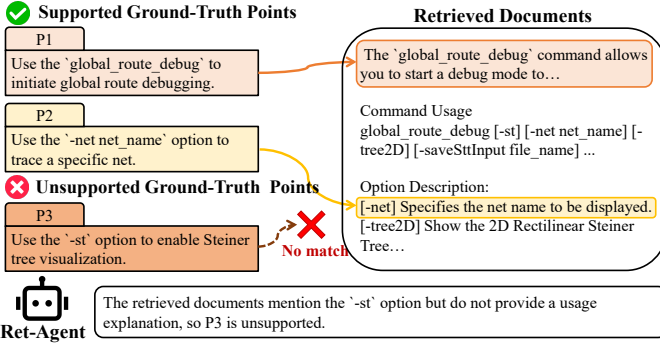 Supported Ground-Truth Points
P1
Use the `global_route_debug` to
initiate global route debugging.
P2
Use the `-net net_name` option to
trace a specific net.
Unsupported Ground-Truth Points
P3
Use the `-st` option to enable Steiner
tree visualization.
No match
Retrieved Documents
The `global_route_debug` command allows
you to start a debug mode to…
Command Usage
global_route_debug [-st] [-net net_name] [-
tree2D] [-saveSttInput file_name] ...
Option Description:
[-net] Specifies the net name to be displayed.
[-tree2D] Show the 2D Rectilinear Steiner
Tree…
Ret-Agent
The retrieved documents mention the `-st` option but do not provide a usage
explanation, so P3 is unsupported.